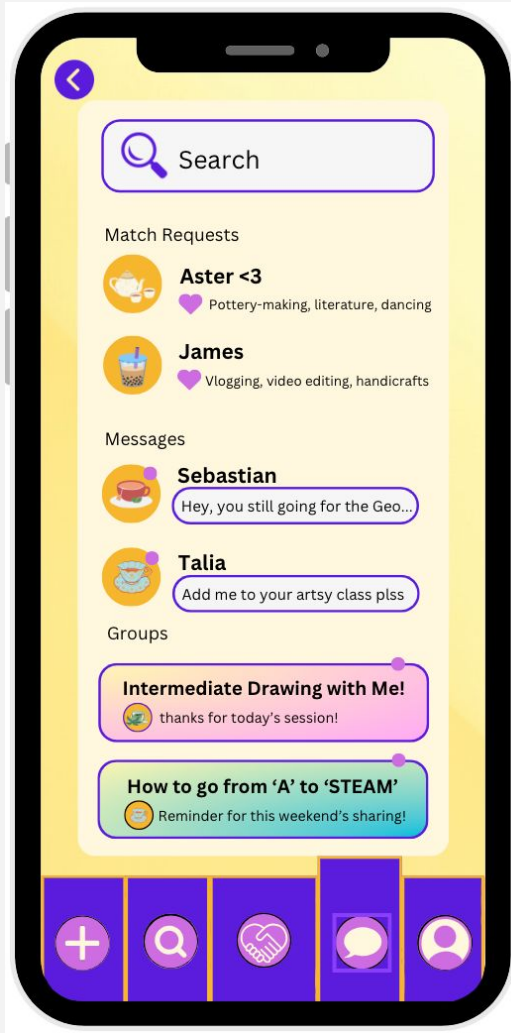 Search
Match Requests
Aster <3
Pottery-making, literature, dancing
James
Vlogging, video editing, handicrafts
Messages
Sebastian
Hey, you still going for the Geo...
Talia
Add me to your artsy class plss
Groups
Intermediate Drawing with Me!
thanks for today's session!
How to go from ‘A’ to ‘STEAM’
Reminder for this weekend's sharing!